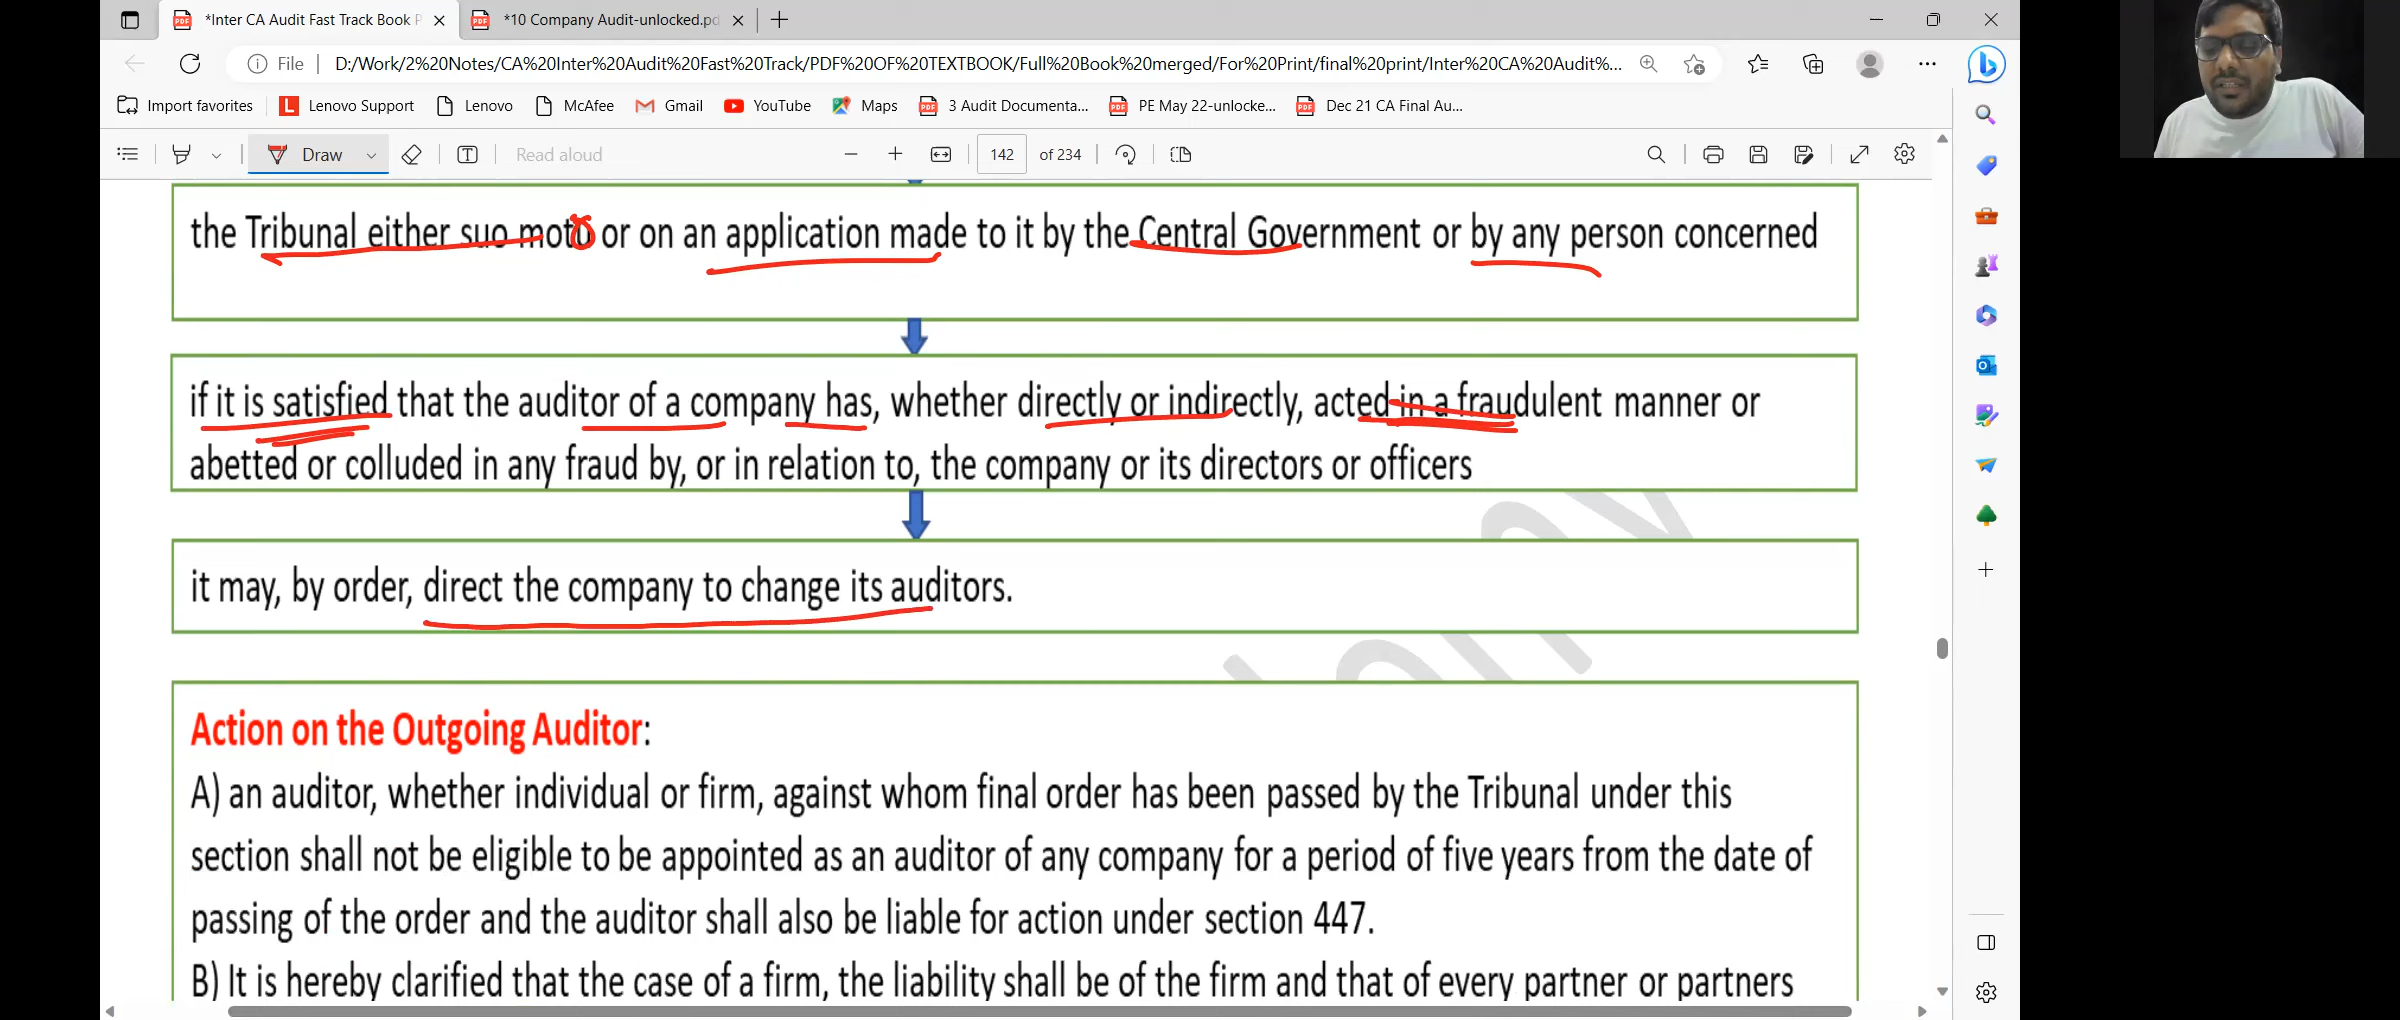 *Inter CA Audit Fast Track Book P
*10 Company Audit-unlocked.pd
File
D:/Work/2%20Notes/CA%20Inter%20Audit%20Fast%20Track/PDF%20OF%20TEXTBOOK/Full%20Book%20merged/For%20Print/final%20print/Inter%20CA%20Audit%...
Import favorites
Lenovo Support
Lenovo
McAfee
Gmail
YouTube
Maps
3 Audit Documenta...
PE May 22-unlocke...
Dec 21 CA Final Au...
Draw
Read aloud
142 of 234
the Tribunal either suo moto or on an application made to it by the Central Government or by any person concerned
if it is satisfied that the auditor of a company has, whether directly or indirectly, acted in a fraudulent manner or
abetted or colluded in any fraud by, or in relation to, the company or its directors or officers
it may, by order, direct the company to change its auditors.
Action on the Outgoing Auditor:
A) an auditor, whether individual or firm, against whom final order has been passed by the Tribunal under this
section shall not be eligible to be appointed as an auditor of any company for a period of five years from the date of
passing of the order and the auditor shall also be liable for action under section 447.
B) It is hereby clarified that the case of a firm, the liability shall be of the firm and that of every partner or partners